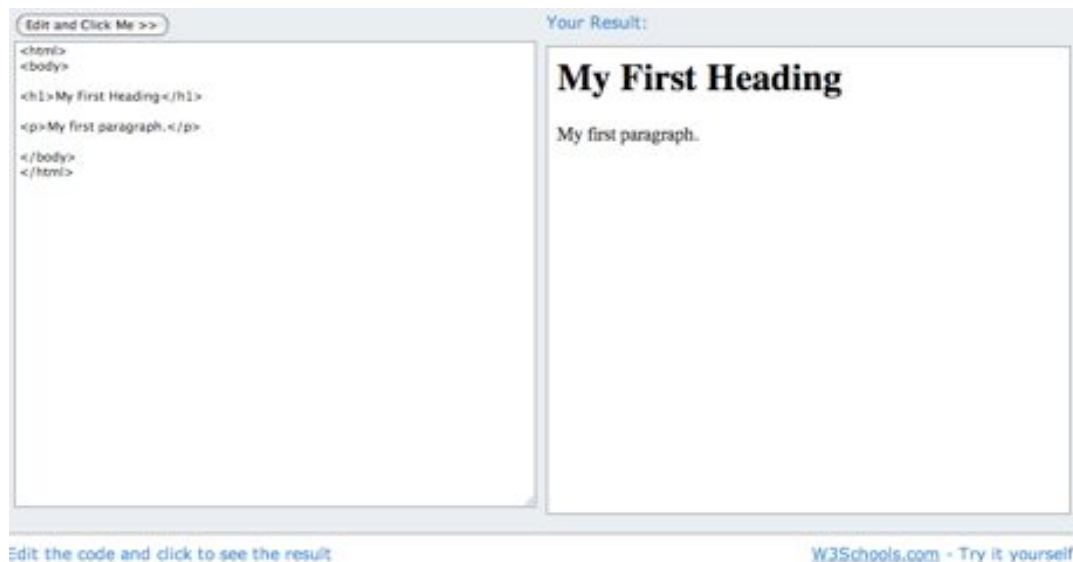 Edit and Click Me >>
<html>
<body>
<h1>My First Heading</h1>
<p>My first paragraph.</p>
</body>
</html>
Your Result:
My First Heading
My first paragraph.
Edit the code and click to see the result
W3Schools.com - Try it yourself